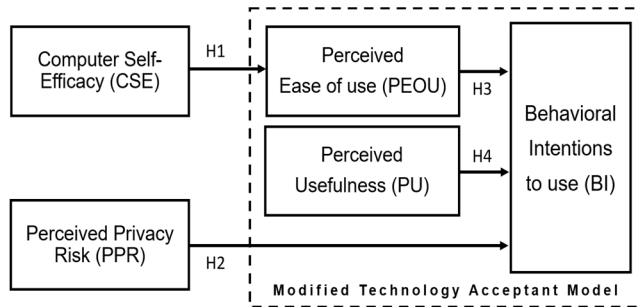 Computer Self-
Efficacy (CSE)
H1
Perceived
Ease of use (PEOU)
H3
Perceived
Usefulness (PU)
H4
Behavioral
Intentions
to use (BI)
Perceived Privacy
Risk (PPR)
H2
Modified Technology Acceptant Model